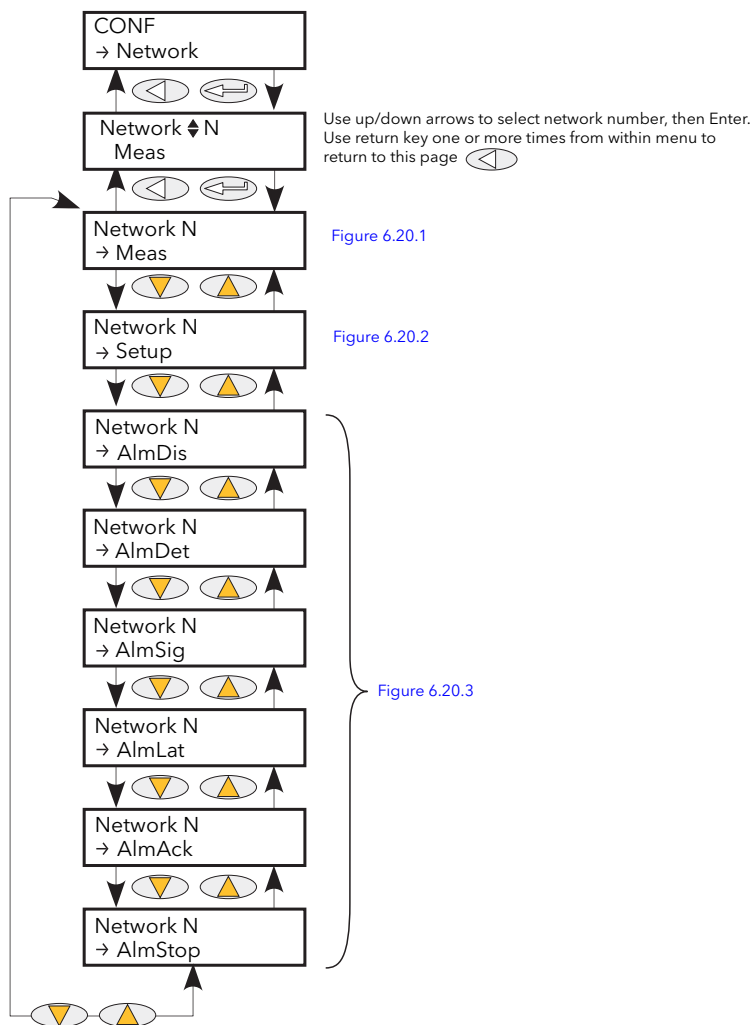 CONF
→ Network
Network ♦ N
Meas
Use up/down arrows to select network number, then Enter.
Use return key one or more times from within menu to
return to this page
Network N
→ Meas
Figure 6.20.1
Network N
→ Setup
Figure 6.20.2
Network N
→ AlmDis
Network N
→ AlmDet
Network N
→ AlmSig
Figure 6.20.3
Network N
→ AlmLat
Network N
→ AlmAck
Network N
→ AlmStop